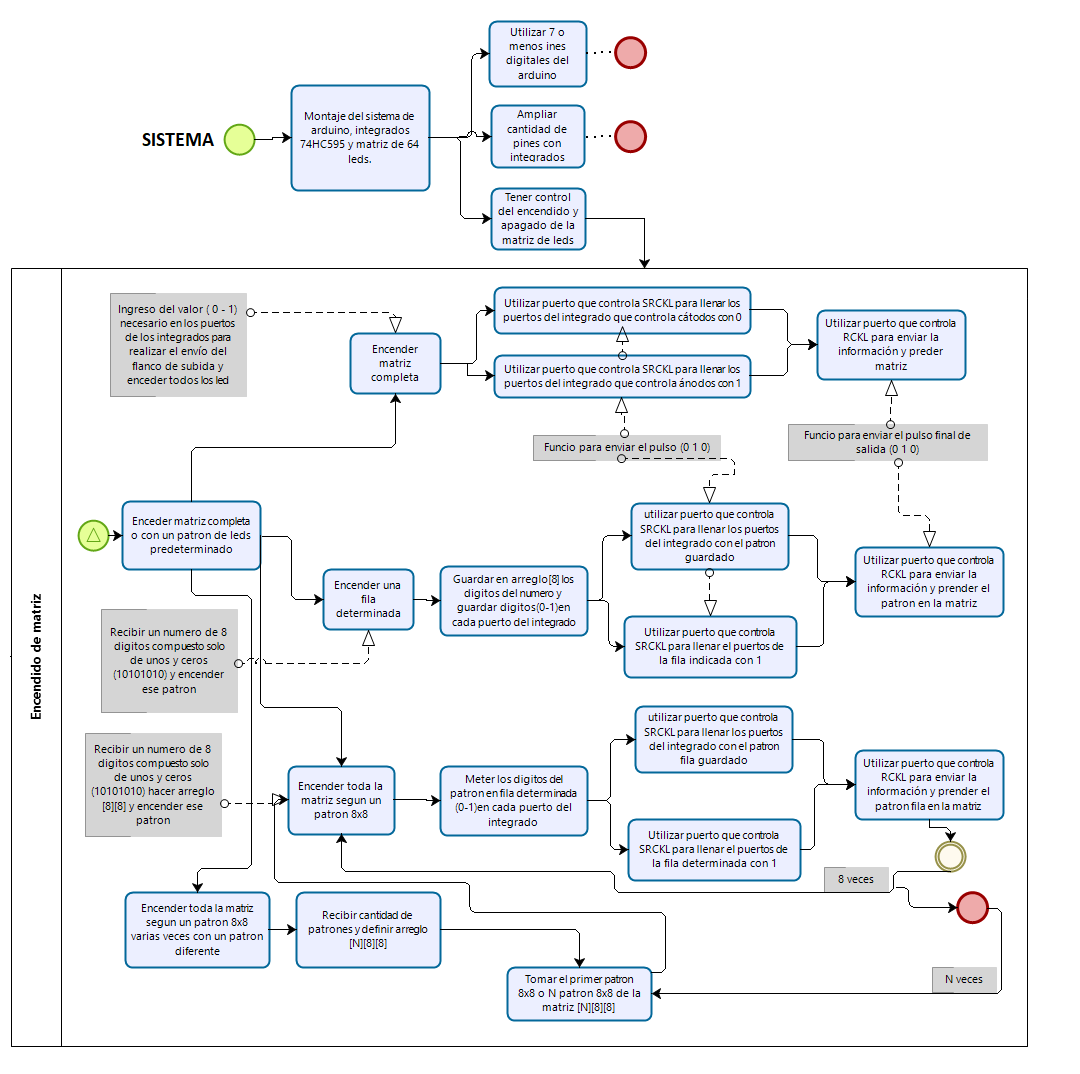 Utilizar 7 o
menos ines
digitales del
arduino
SISTEMA
Montaje del sistema de
arduino, integrados
74HC595 y matriz de 64
leds.
Ampliar
cantidad de
pines con
integrados
Tener control
del encendido y
apagado de la
matriz de leds
Encendido de matriz
Ingreso del valor ( 0 - 1)
necesario en los puertos
de los integrados para
realizar el envío del
flanco de subida y
enceder todos los led
Encender
matriz
completa
Utilizar puerto que controla SRCKL para llenar los
puertos del integrado que controla cátodos con 0
Utilizar puerto que controla SRCKL para llenar los
puertos del integrado que controla ánodos con 1
Utilizar puerto que controla
RCKL para enviar la
información y preder
matriz
Funcio para enviar el pulso (0 1 0)
Funcio para enviar el pulso final de
salida (0 1 0)
Enceder matriz completa
o con un patron de leds
predeterminado
Encender una
fila
determinada
Guardar en arreglo[8] los
digitos del numero y
guardar digitos(0-1)en
cada puerto del integrado
utilizar puerto que controla
SRCKL para llenar los puertos
del integrado con el patron
guardado
Utilizar puerto que controla
SRCKL para llenar el puertos de
la fila indicada con 1
Utilizar puerto que controla
RCKL para enviar la
información y prender el
patron en la matriz
Recibir un numero de 8
digitos compuesto solo
de unos y ceros
(10101010) y encender
ese patron
Recibir un numero de 8
digitos compuesto solo
de unos y ceros
(10101010) hacer arreglo
[8][8] y encender ese
patron
Encender toda la
matriz segun un
patron 8x8
Meter los digitos del
patron en fila determinada
(0-1)en cada puerto del
integrado
utilizar puerto que controla
SRCKL para llenar los puertos
del integrado con el patron
fila guardado
Utilizar puerto que controla
SRCKL para llenar el puertos de
la fila determinada con 1
Utilizar puerto que controla
RCKL para enviar la
información y prender el
patron fila en la matriz
8 veces
Encender toda la matriz
segun un patron 8x8
varias veces con un patron
diferente
Recibir cantidad de
patrones y definir arreglo
[N][8][8]
Tomar el primer patron
8x8 o N patron 8x8 de la
matriz [N][8][8]
N veces